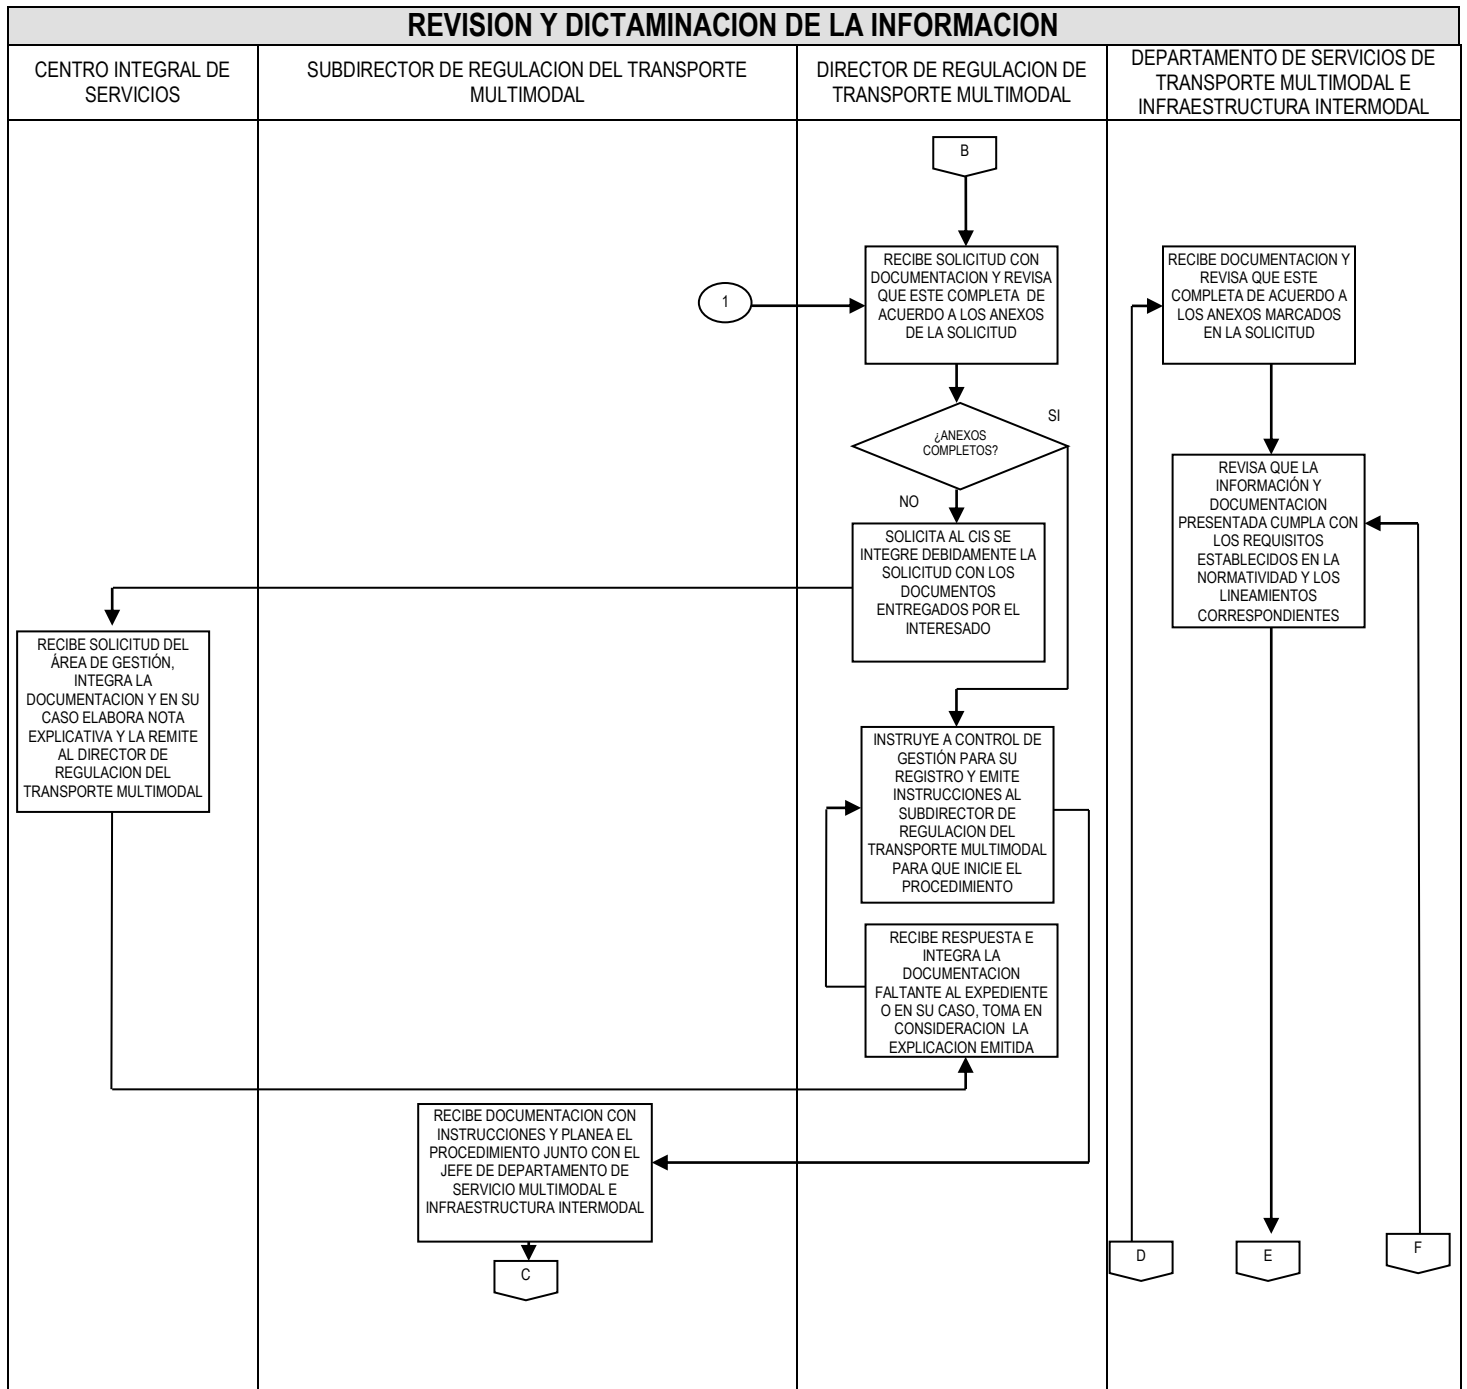 REVISION Y DICTAMINACION DE LA INFORMACION
CENTRO INTEGRAL DE
SERVICIOS
SUBDIRECTOR DE REGULACION DEL TRANSPORTE
MULTIMODAL
DIRECTOR DE REGULACION DE
TRANSPORTE MULTIMODAL
DEPARTAMENTO DE SERVICIOS DE
TRANSPORTE MULTIMODAL E
INFRAESTRUCTURA INTERMODAL
B
RECIBE SOLICITUD CON
DOCUMENTACION Y REVISA
QUE ESTE COMPLETA DE
ACUERDO A LOS ANEXOS
DE LA SOLICITUD
1
RECIBE DOCUMENTACION Y
REVISA QUE ESTE
COMPLETA DE ACUERDO A
LOS ANEXOS MARCADOS
EN LA SOLICITUD
¿ANEXOS
COMPLETOS?
SI
NO
REVISA QUE LA
INFORMACIÓN Y
DOCUMENTACION
PRESENTADA CUMPLA CON
LOS REQUISITOS
ESTABLECIDOS EN LA
NORMATIVIDAD Y LOS
LINEAMIENTOS
CORRESPONDIENTES
SOLICITA AL CIS SE
INTEGRE DEBIDAMENTE LA
SOLICITUD CON LOS
DOCUMENTOS
ENTREGADOS POR EL
INTERESADO
RECIBE SOLICITUD DEL
ÁREA DE GESTIÓN,
INTEGRA LA
DOCUMENTACION Y EN SU
CASO ELABORA NOTA
EXPLICATIVA Y LA REMITE
AL DIRECTOR DE
REGULACION DEL
TRANSPORTE MULTIMODAL
INSTRUYE A CONTROL DE
GESTIÓN PARA SU
REGISTRO Y EMITE
INSTRUCCIONES AL
SUBDIRECTOR DE
REGULACION DEL
TRANSPORTE MULTIMODAL
PARA QUE INICIE EL
PROCEDIMIENTO
RECIBE RESPUESTA E
INTEGRA LA
DOCUMENTACION
FALTANTE AL EXPEDIENTE
O EN SU CASO, TOMA EN
CONSIDERACION LA
EXPLICACION EMITIDA
RECIBE DOCUMENTACION CON
INSTRUCCIONES Y PLANEA EL
PROCEDIMIENTO JUNTO CON EL
JEFE DE DEPARTAMENTO DE
SERVICIO MULTIMODAL E
INFRAESTRUCTURA INTERMODAL
C
D
E
F